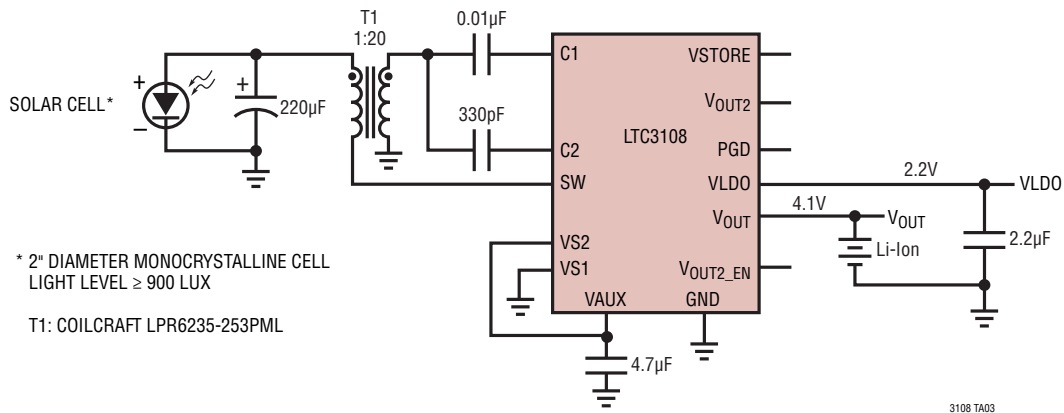 T1
1:20
0.01µF
C1
VSTORE
+
SOLAR CELL*
–
+
220µF
330pF
VOUT2
LTC3108
C2
PGD
SW
VLDO
2.2V
VLDO
VOUT
4.1V
VOUT
Li-Ion
2.2µF
VS2
VS1
VOUT2_EN
VAUX
GND
4.7µF
* 2" DIAMETER MONOCRYSTALLINE CELL
LIGHT LEVEL ≥ 900 LUX
T1: COILCRAFT LPR6235-253PML
3108 TA03